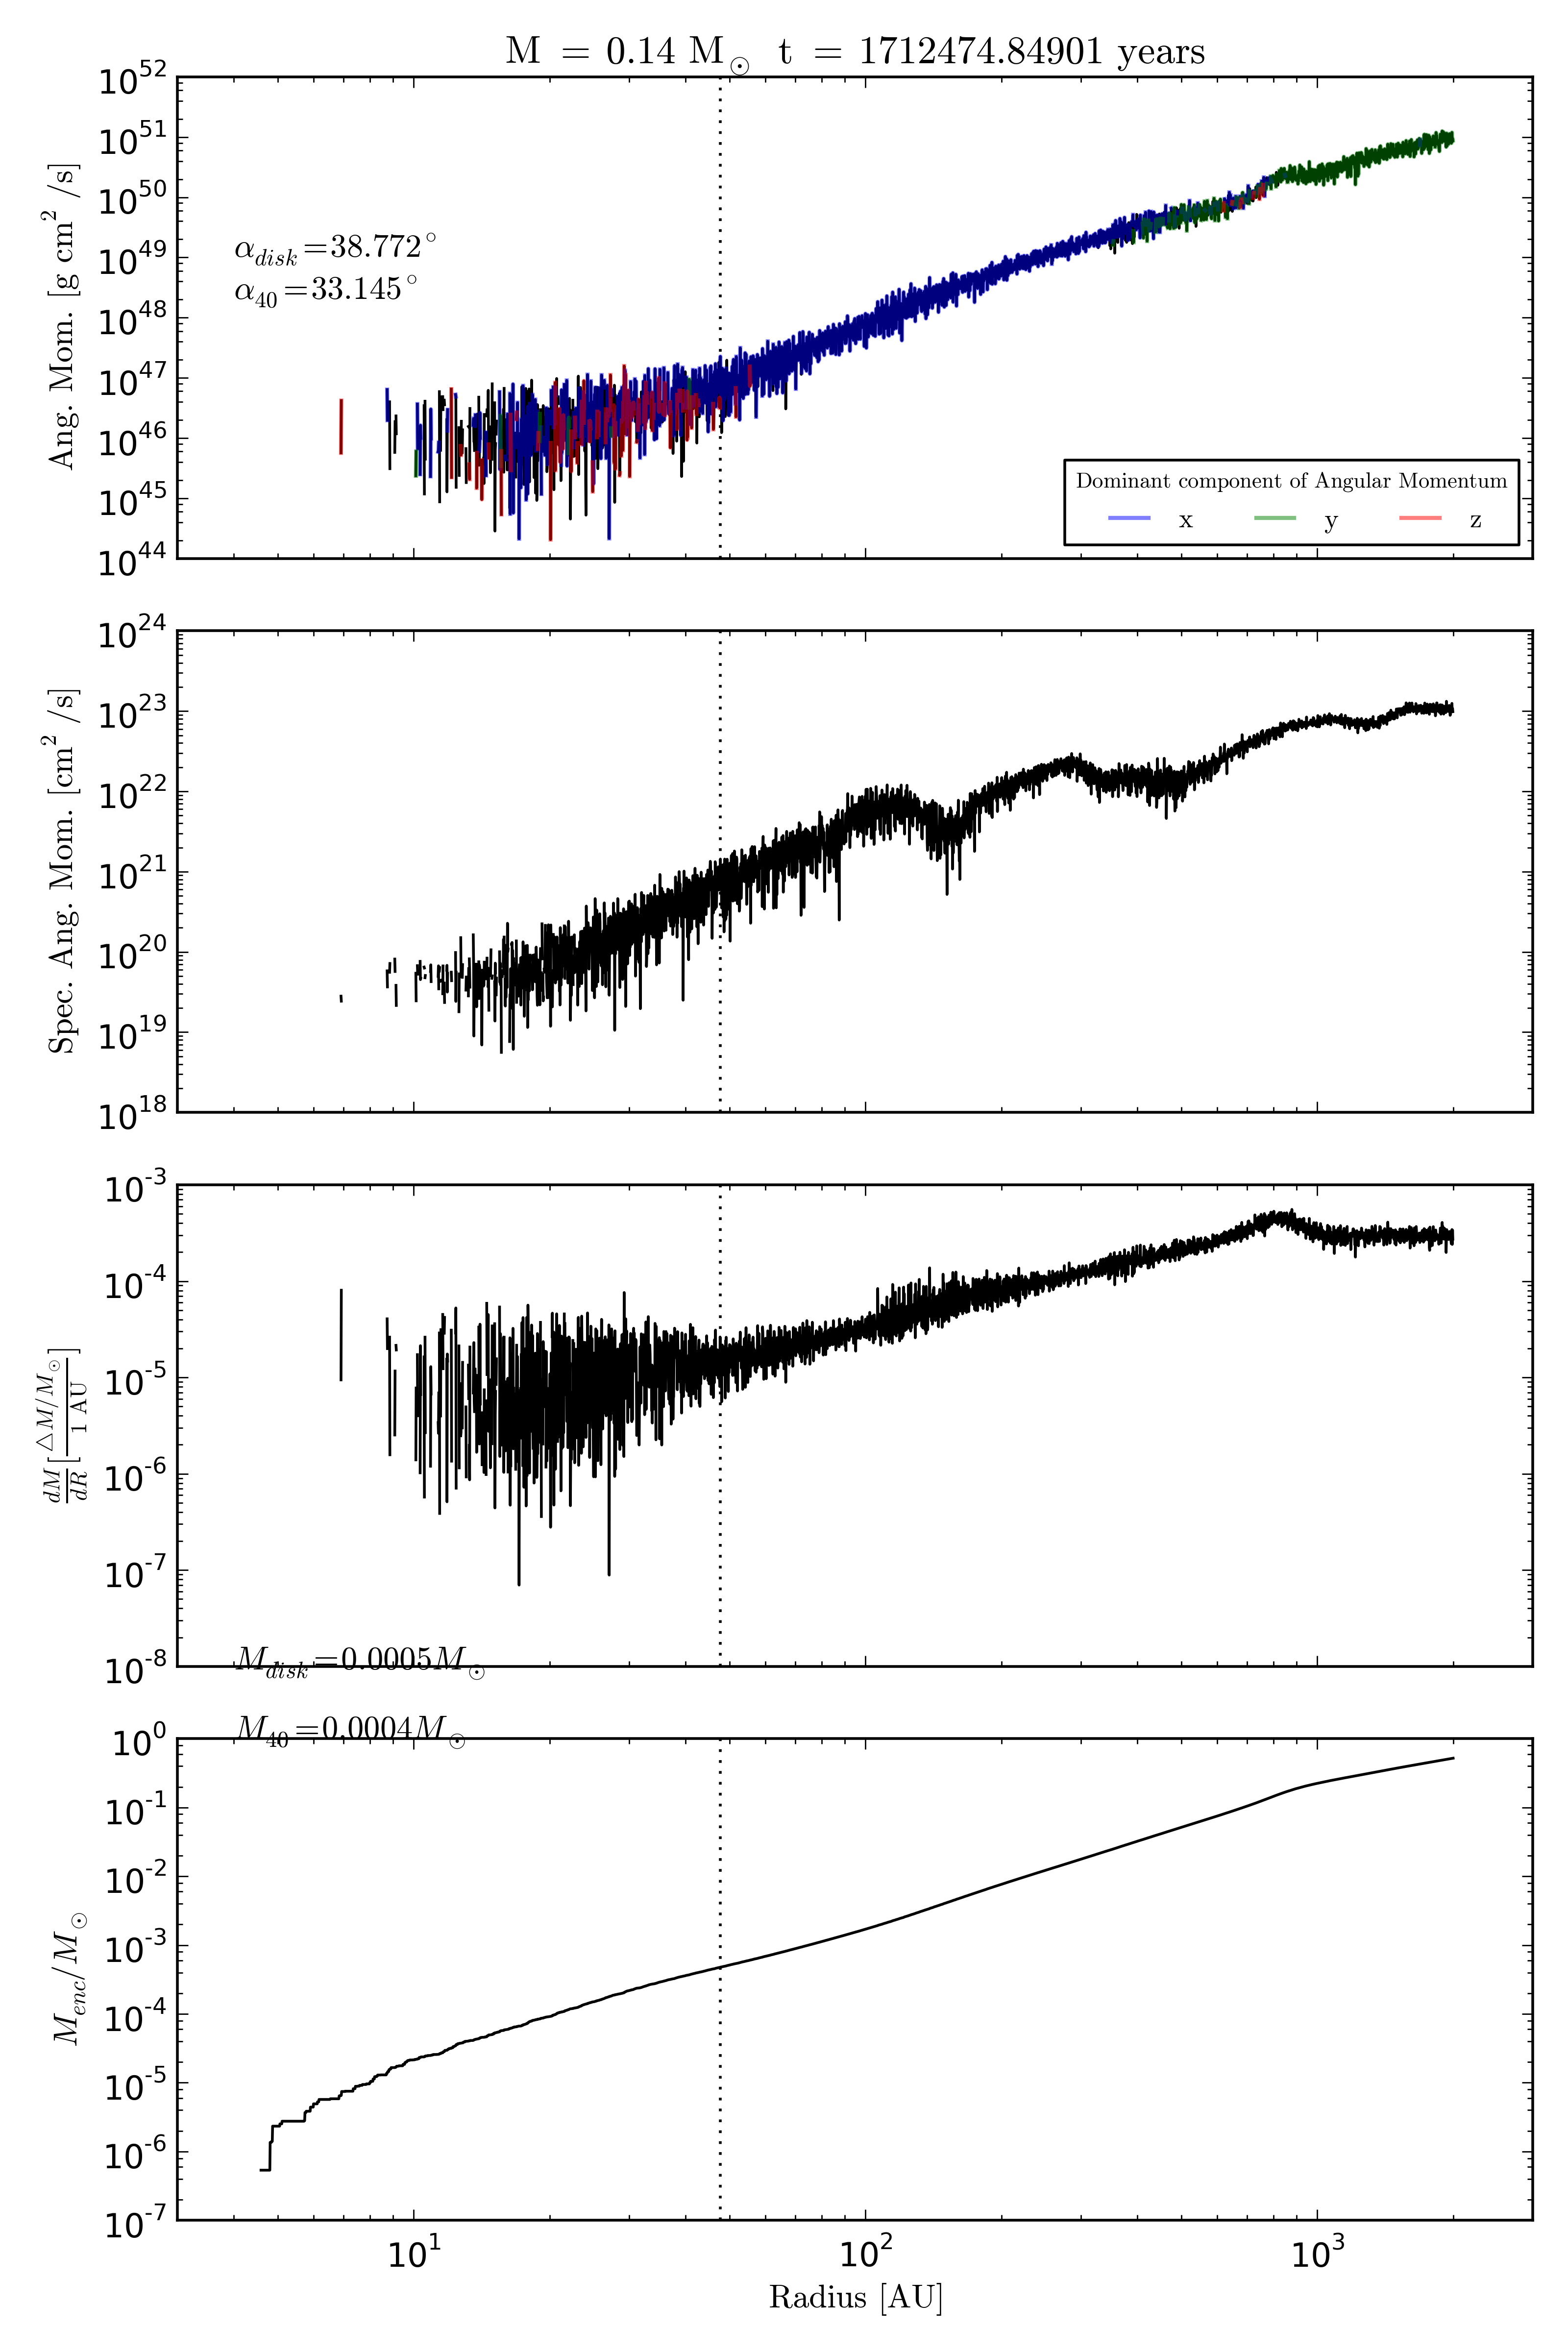 M = 0.14 M⊙ t = 1712474.84901 years
10^52
10^51
10^50
10^49
10^48
10^47
10^46
10^45
10^44
Ang. Mom. [g cm^2 /s]
α_disk=38.772°
α_40=33.145°
Dominant component of Angular Momentum
x y z
10^24
10^23
10^22
10^21
10^20
10^19
10^18
Spec. Ang. Mom. [cm^2 /s]
10^-3
10^-4
10^-5
10^-6
10^-7
10^-8
dM/dR [△M/M⊙ / 1 AU]
M_disk=0.0005M⊙
M_40=0.0004M⊙
10^0
10^-1
10^-2
10^-3
10^-4
10^-5
10^-6
10^-7
M_enc/M⊙
10^1 10^2 10^3
Radius [AU]